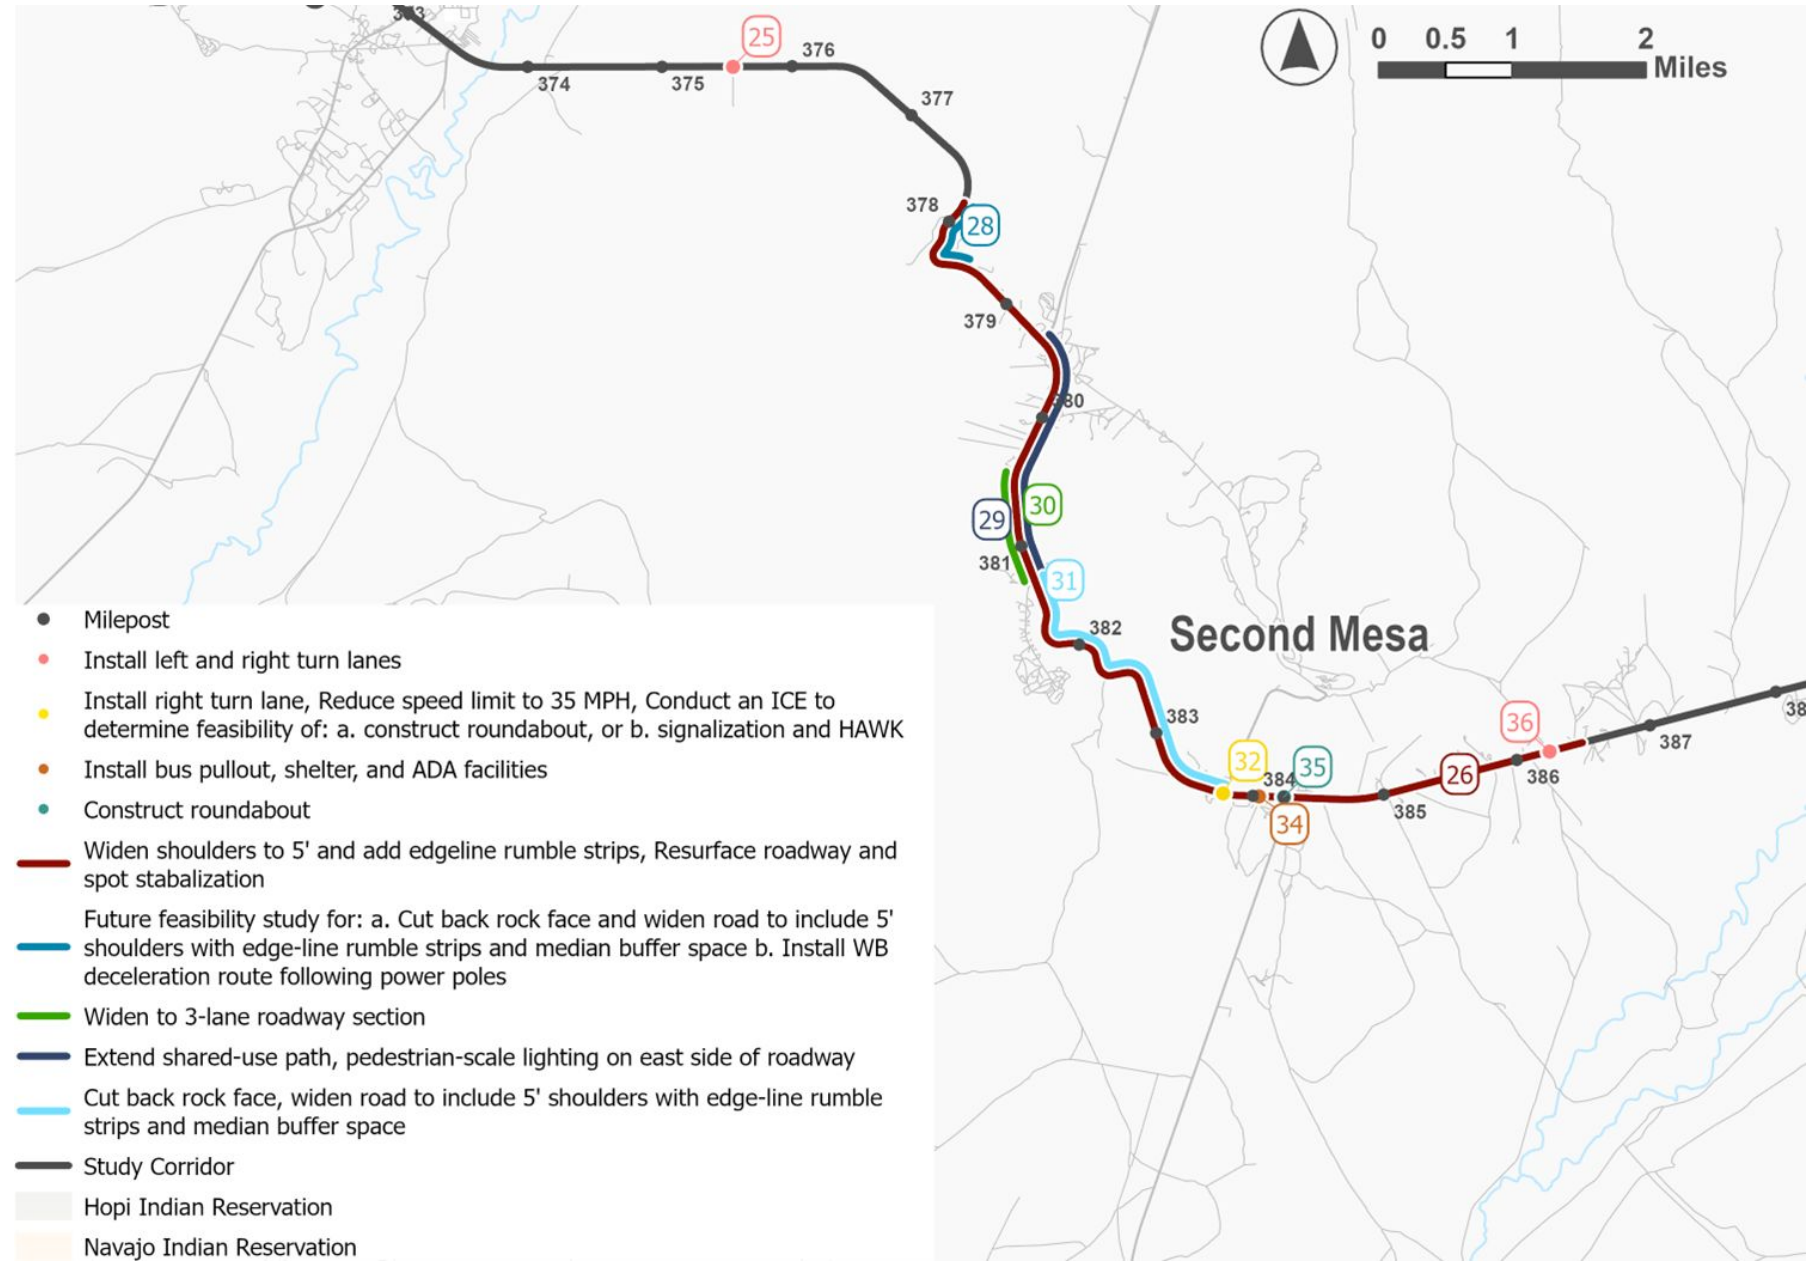 373
374
375
25
376
377
378
28
379
380
29
30
381
31
382
Second Mesa
383
32
384
35
34
385
26
36
386
387
38
0 0.5 1 2
Miles
Milepost
Install left and right turn lanes
Install right turn lane, Reduce speed limit to 35 MPH, Conduct an ICE to
determine feasibility of: a. construct roundabout, or b. signalization and HAWK
Install bus pullout, shelter, and ADA facilities
Construct roundabout
Widen shoulders to 5' and add edgeline rumble strips, Resurface roadway and
spot stabalization
Future feasibility study for: a. Cut back rock face and widen road to include 5'
shoulders with edge-line rumble strips and median buffer space b. Install WB
deceleration route following power poles
Widen to 3-lane roadway section
Extend shared-use path, pedestrian-scale lighting on east side of roadway
Cut back rock face, widen road to include 5' shoulders with edge-line rumble
strips and median buffer space
Study Corridor
Hopi Indian Reservation
Navajo Indian Reservation